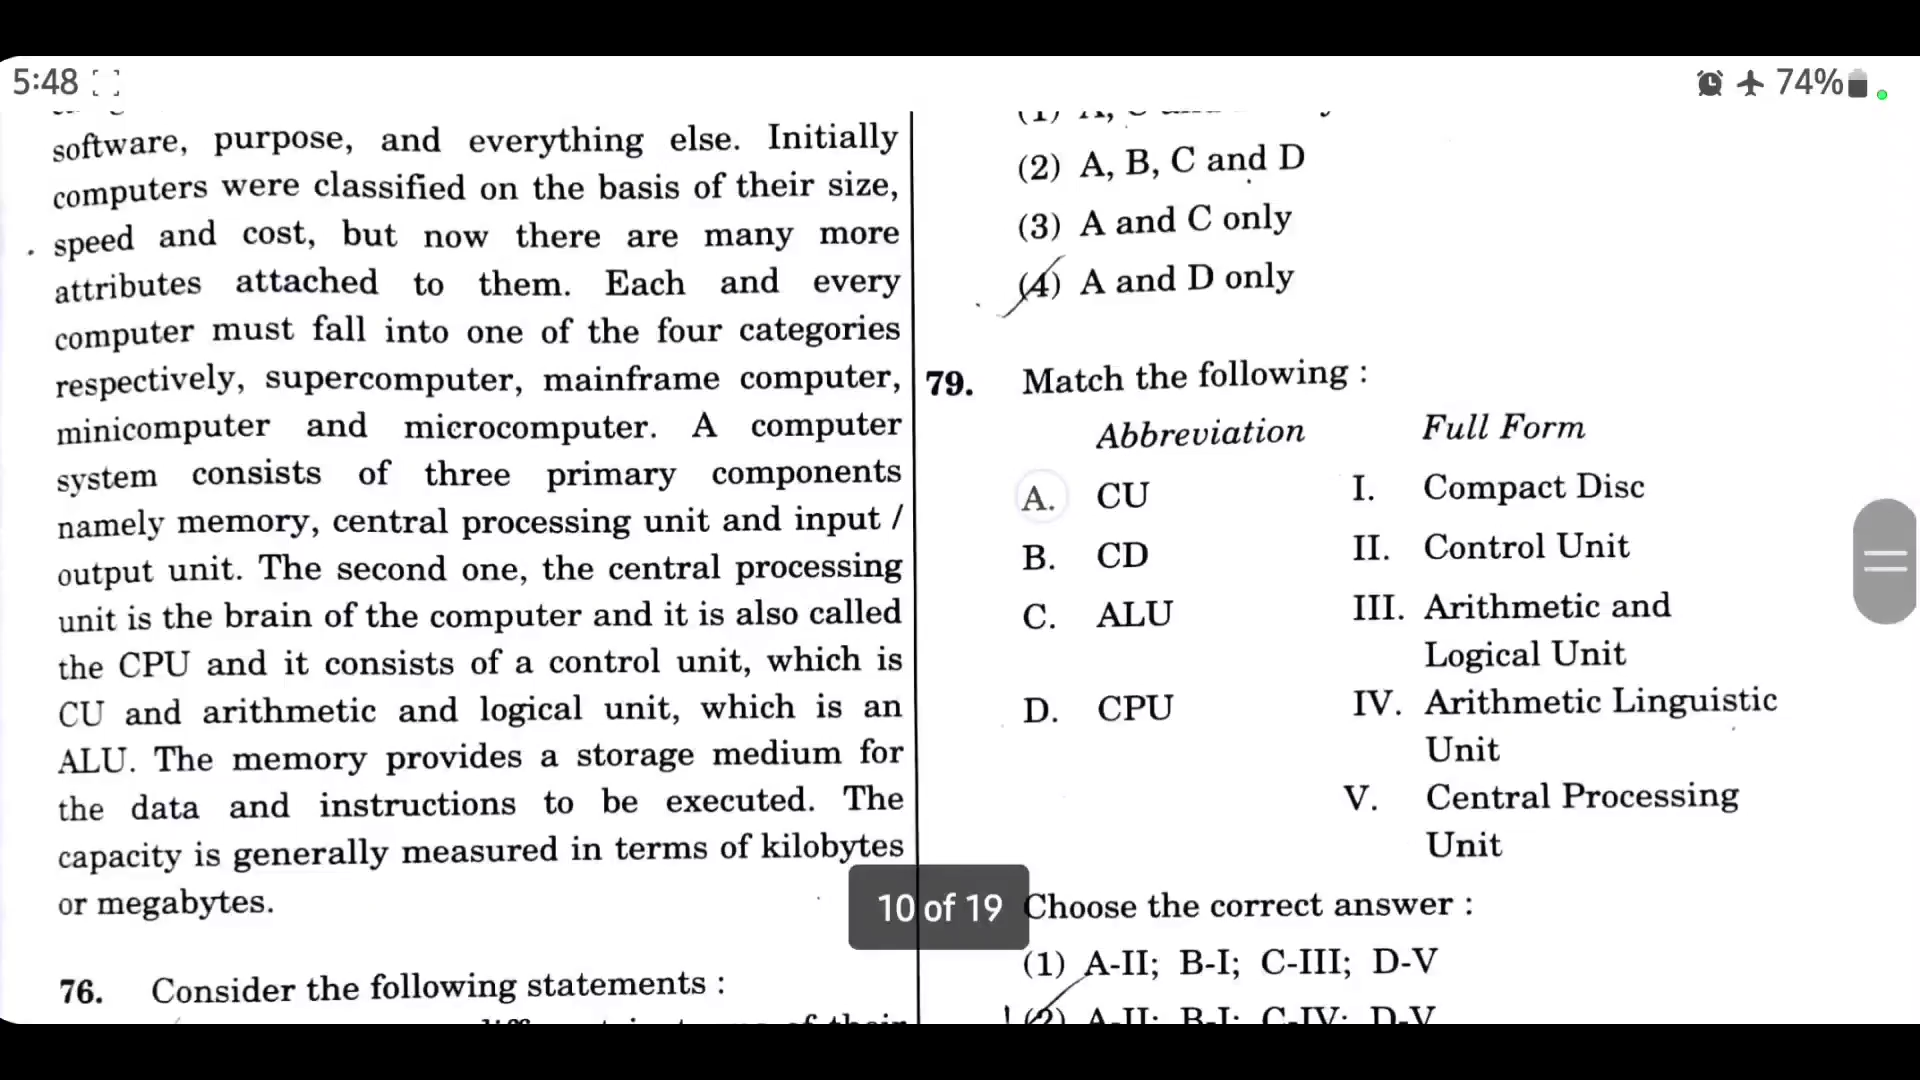 5:48
74%
software, purpose, and everything else. Initially
computers were classified on the basis of their size,
speed and cost, but now there are many more
attributes attached to them. Each and every
computer must fall into one of the four categories
respectively, supercomputer, mainframe computer,
minicomputer and microcomputer. A computer
system consists of three primary components
namely memory, central processing unit and input /
output unit. The second one, the central processing
unit is the brain of the computer and it is also called
the CPU and it consists of a control unit, which is
CU and arithmetic and logical unit, which is an
ALU. The memory provides a storage medium for
the data and instructions to be executed. The
capacity is generally measured in terms of kilobytes
or megabytes.
76. Consider the following statements :
(2) A, B, C and D
(3) A and C only
(4) A and D only
79. Match the following :
Abbreviation Full Form
A. CU I. Compact Disc
B. CD II. Control Unit
C. ALU III. Arithmetic and
Logical Unit
D. CPU IV. Arithmetic Linguistic
Unit
V. Central Processing
Unit
10 of 19
Choose the correct answer :
(1) A-II; B-I; C-III; D-V
(2) A-II; B-I; C-IV; D-V